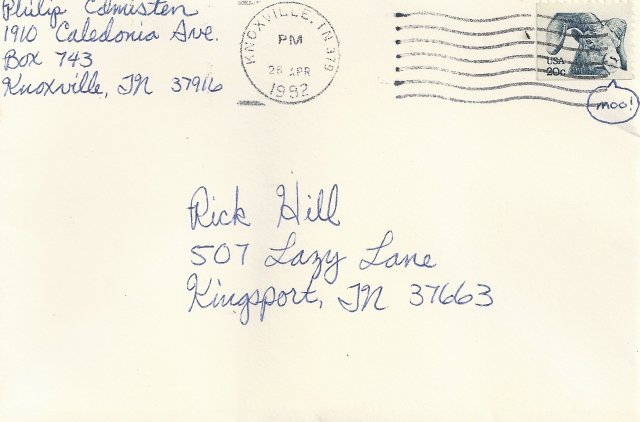 Philip Edmisten
1910 Caledonia Ave.
Box 743
Knoxville, TN 37916
KNOXVILLE, TN 379
PM
26 APR
1982
USA
20c
moo!
Rick Hill
507 Lazy Lane
Kingsport, TN 37663